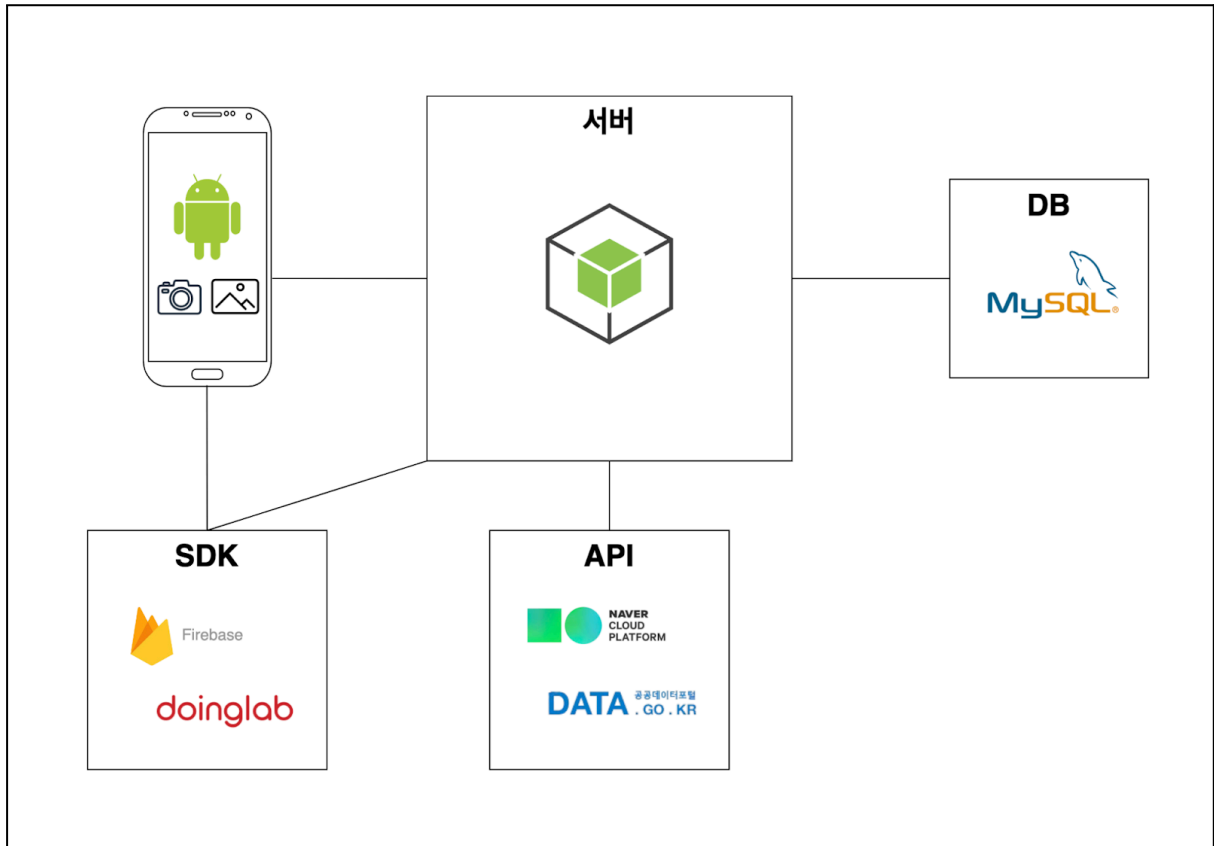 서버
DB
MySQL®
SDK
Firebase
doinglab
API
NAVER
CLOUD
PLATFORM
DATA 공공데이터포털
. GO . KR